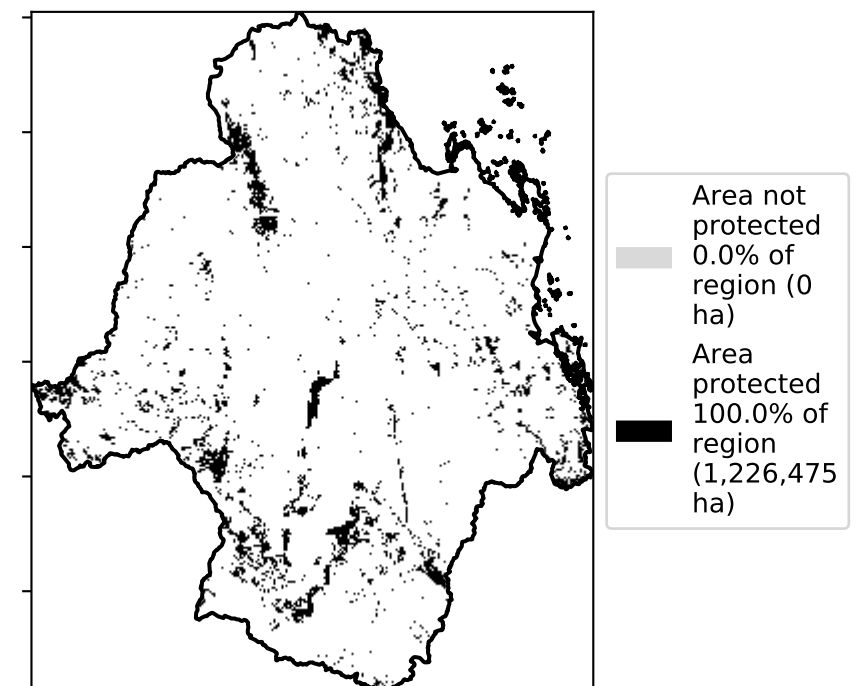 Area not
protected
0.0% of
region (0
ha)
Area
protected
100.0% of
region
(1,226,475
ha)